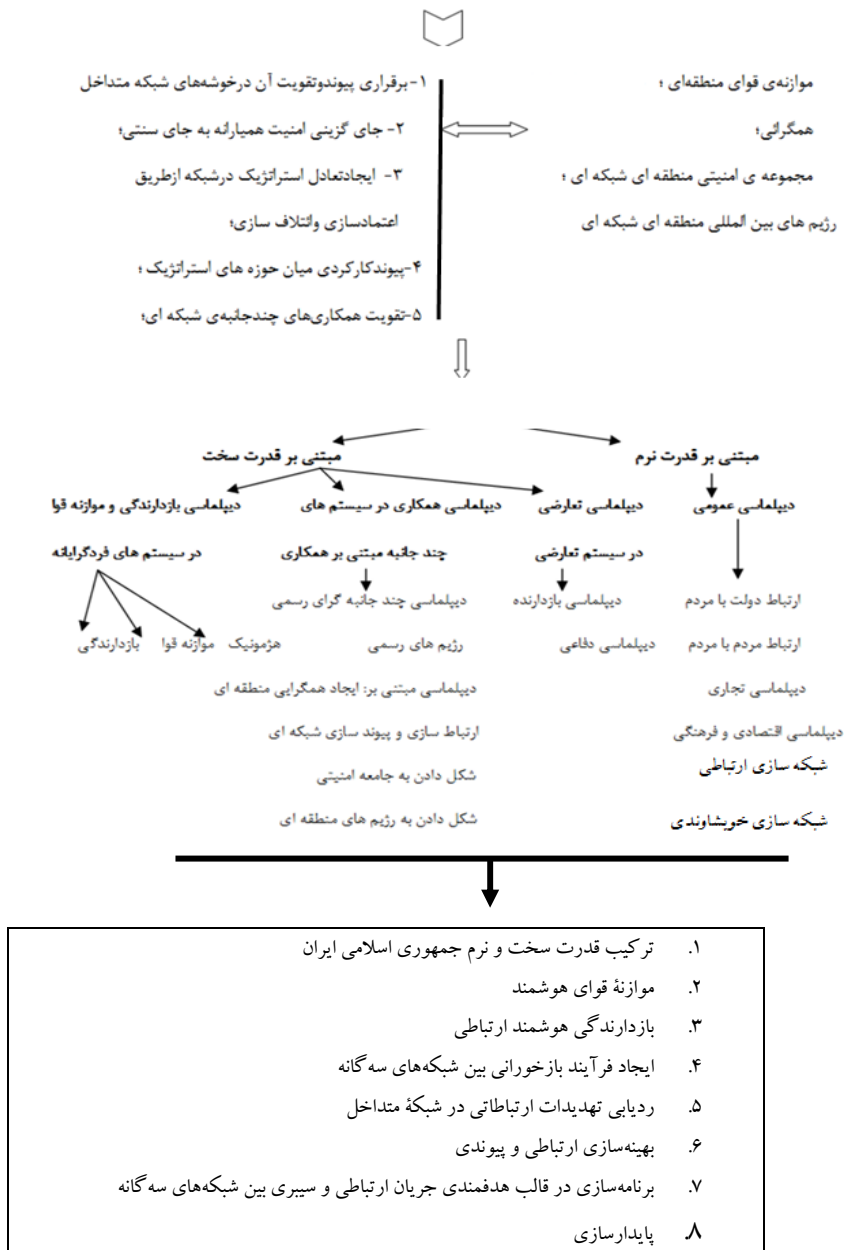 موازنه‌ی قوای منطقه‌ای ؛
همگرائی؛
مجموعه ی امنیتی منطقه ای شبکه ای ؛
رژیم های بین المللی منطقه ای شبکه ای
۱-برقراری پیوندوتقویت آن درخوشه‌های شبکه متداخل
۲- جای گزینی امنیت همیارانه به جای سنتی؛
۳- ایجادتعادل استراتژیک درشبکه ازطریق
اعتمادسازی وائتلاف سازی؛
۴-پیوندکارکردی میان حوزه های استراتژیک ؛
۵-تقویت همکاری‌های چندجانبه‌ی شبکه ای؛
مبتنی بر قدرت نرم
مبتنی بر قدرت سخت
دیپلماسی عمومی
دیپلماسی تعارضی
دیپلماسی همکاری در سیستم های
دیپلماسی بازدارندگی و موازنه قوا
در سیستم تعارضی
چند جانبه مبتنی بر همکاری
در سیستم های فردگرایانه
ارتباط دولت با مردم
دیپلماسی بازدارنده
دیپلماسی چند جانبه گرای رسمی
ارتباط مردم با مردم
دیپلماسی دفاعی
رژیم های رسمی
هژمونیک
موازنه قوا
بازدارندگی
دیپلماسی تجاری
دیپلماسی مبتنی بر: ایجاد همگرایی منطقه ای
دیپلماسی اقتصادی و فرهنگی
ارتباط سازی و پیوند سازی شبکه ای
شبکه سازی ارتباطی
شکل دادن به جامعه امنیتی
شبکه سازی خویشاوندی
شکل دادن به رژیم های منطقه ای
۱. ترکیب قدرت سخت و نرم جمهوری اسلامی ایران
۲. موازنهٔ قوای هوشمند
۳. بازدارندگی هوشمند ارتباطی
۴. ایجاد فرآیند بازخورانی بین شبکه‌های سه گانه
۵. ردیابی تهدیدات ارتباطاتی در شبکهٔ متداخل
۶. بهینه‌سازی ارتباطی و پیوندی
۷. برنامه‌سازی در قالب هدفمندی جریان ارتباطی و سیبری بین شبکه‌های سه گانه
۸. پایدارسازی